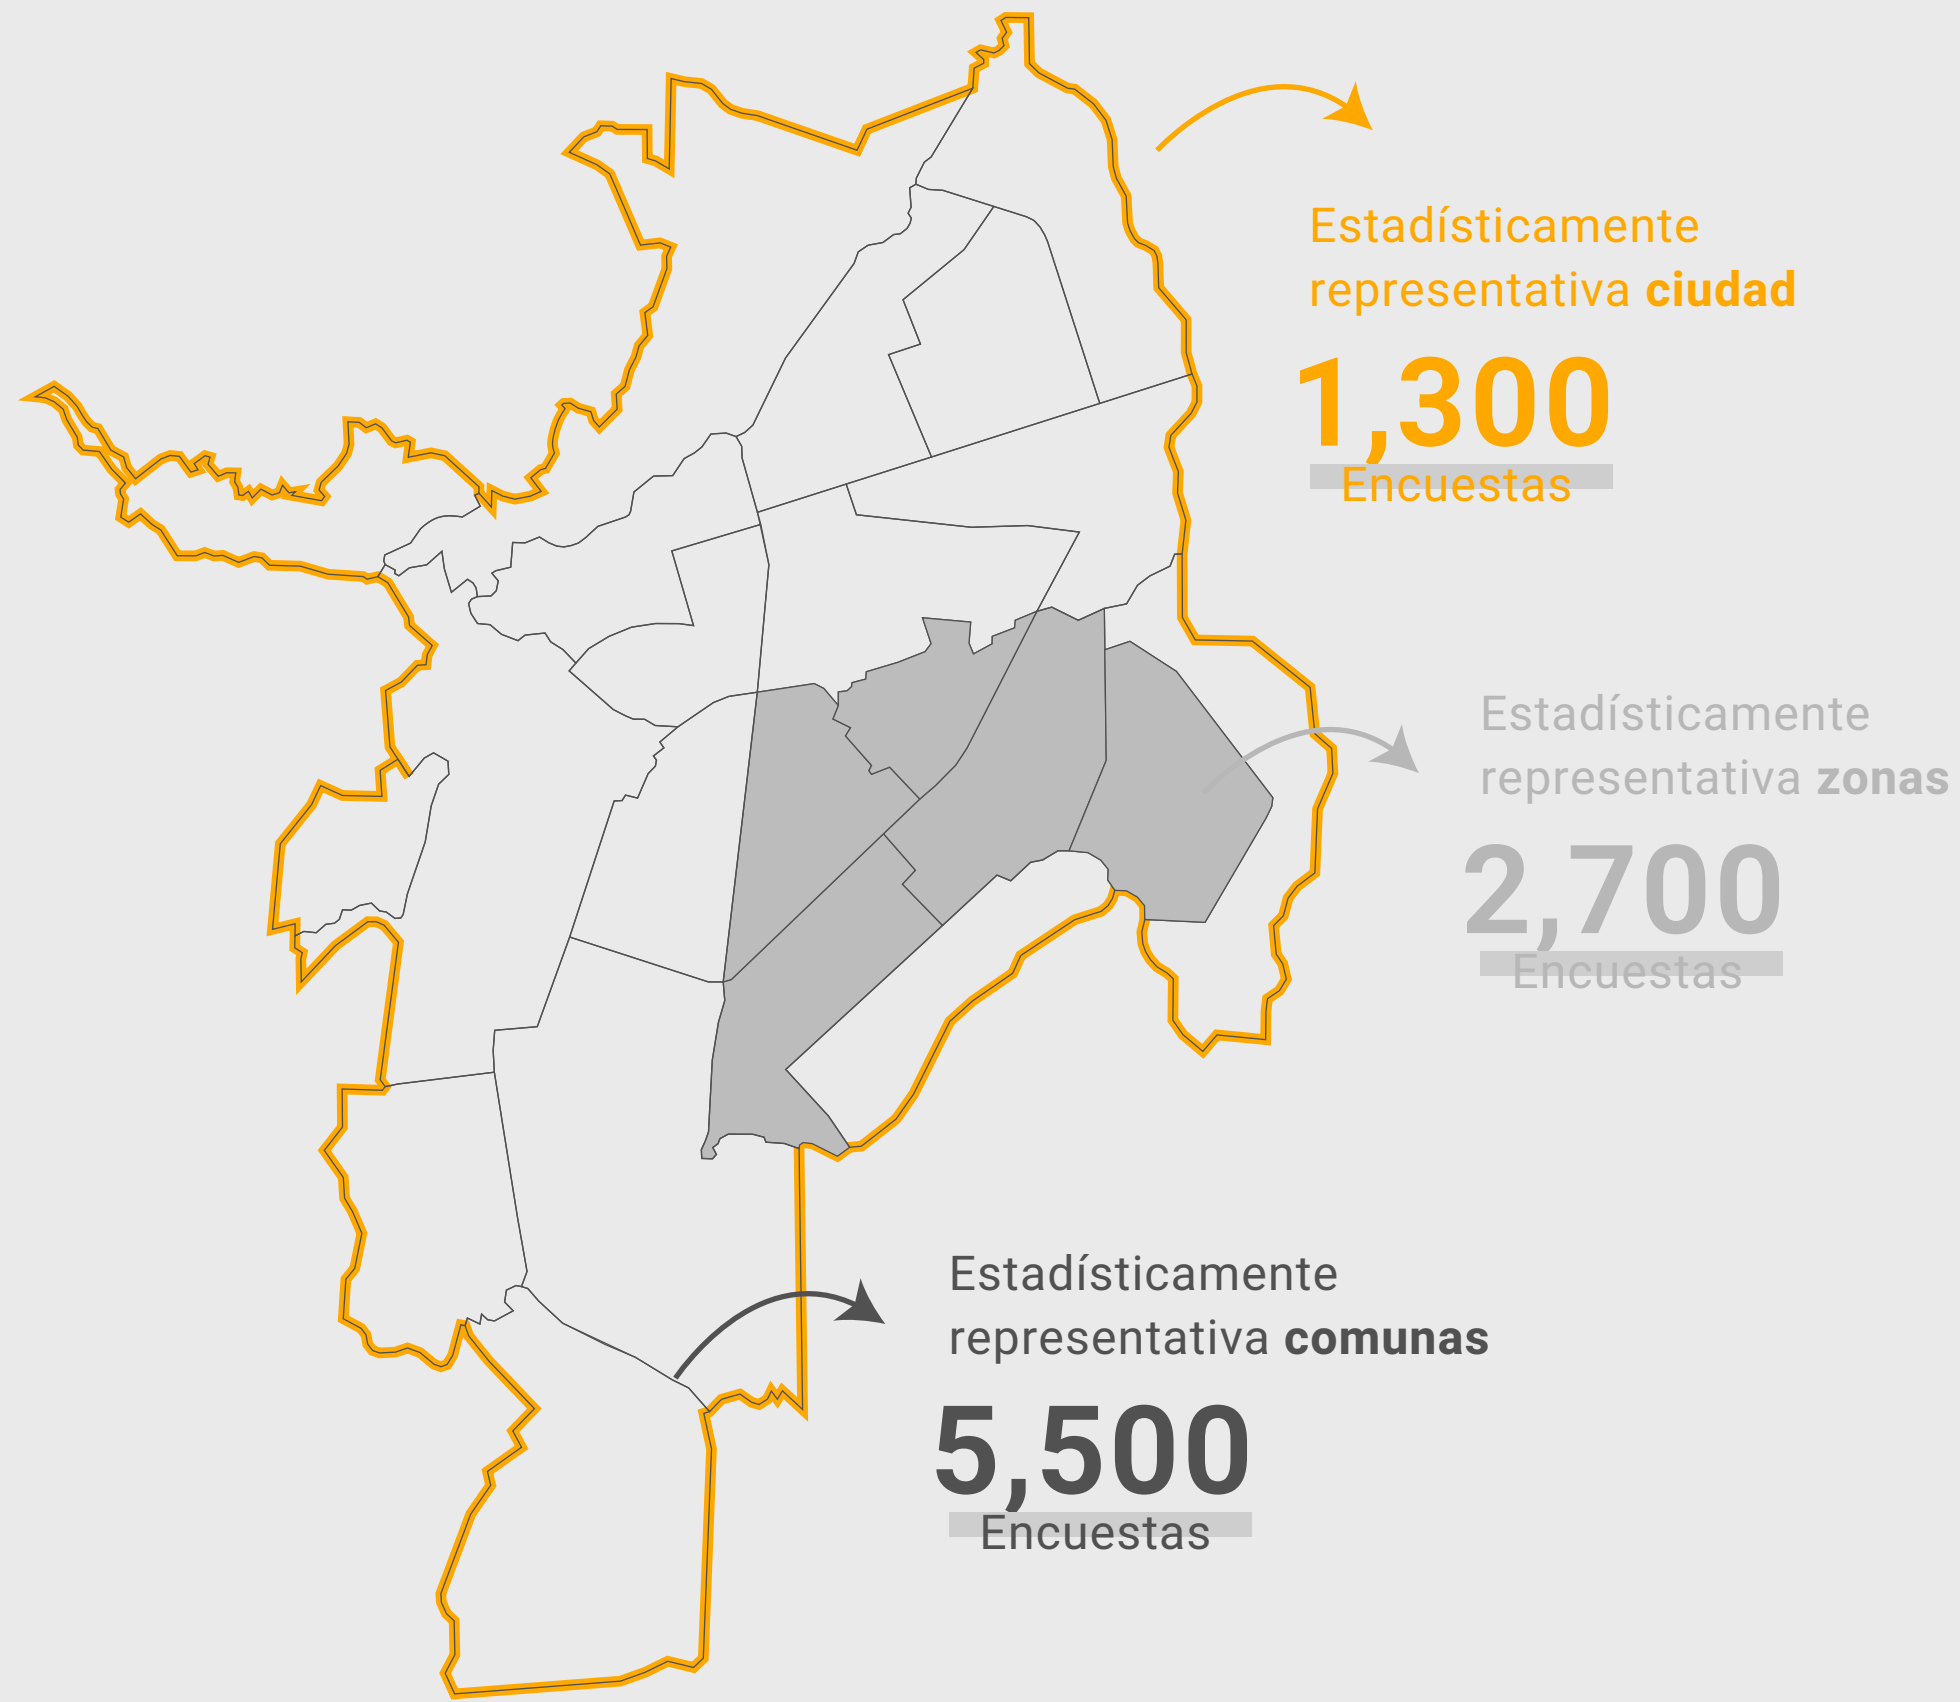 Estadísticamente
representativa ciudad
1,300
Encuestas
Estadísticamente
representativa zonas
2,700
Encuestas
Estadísticamente
representativa comunas
5,500
Encuestas